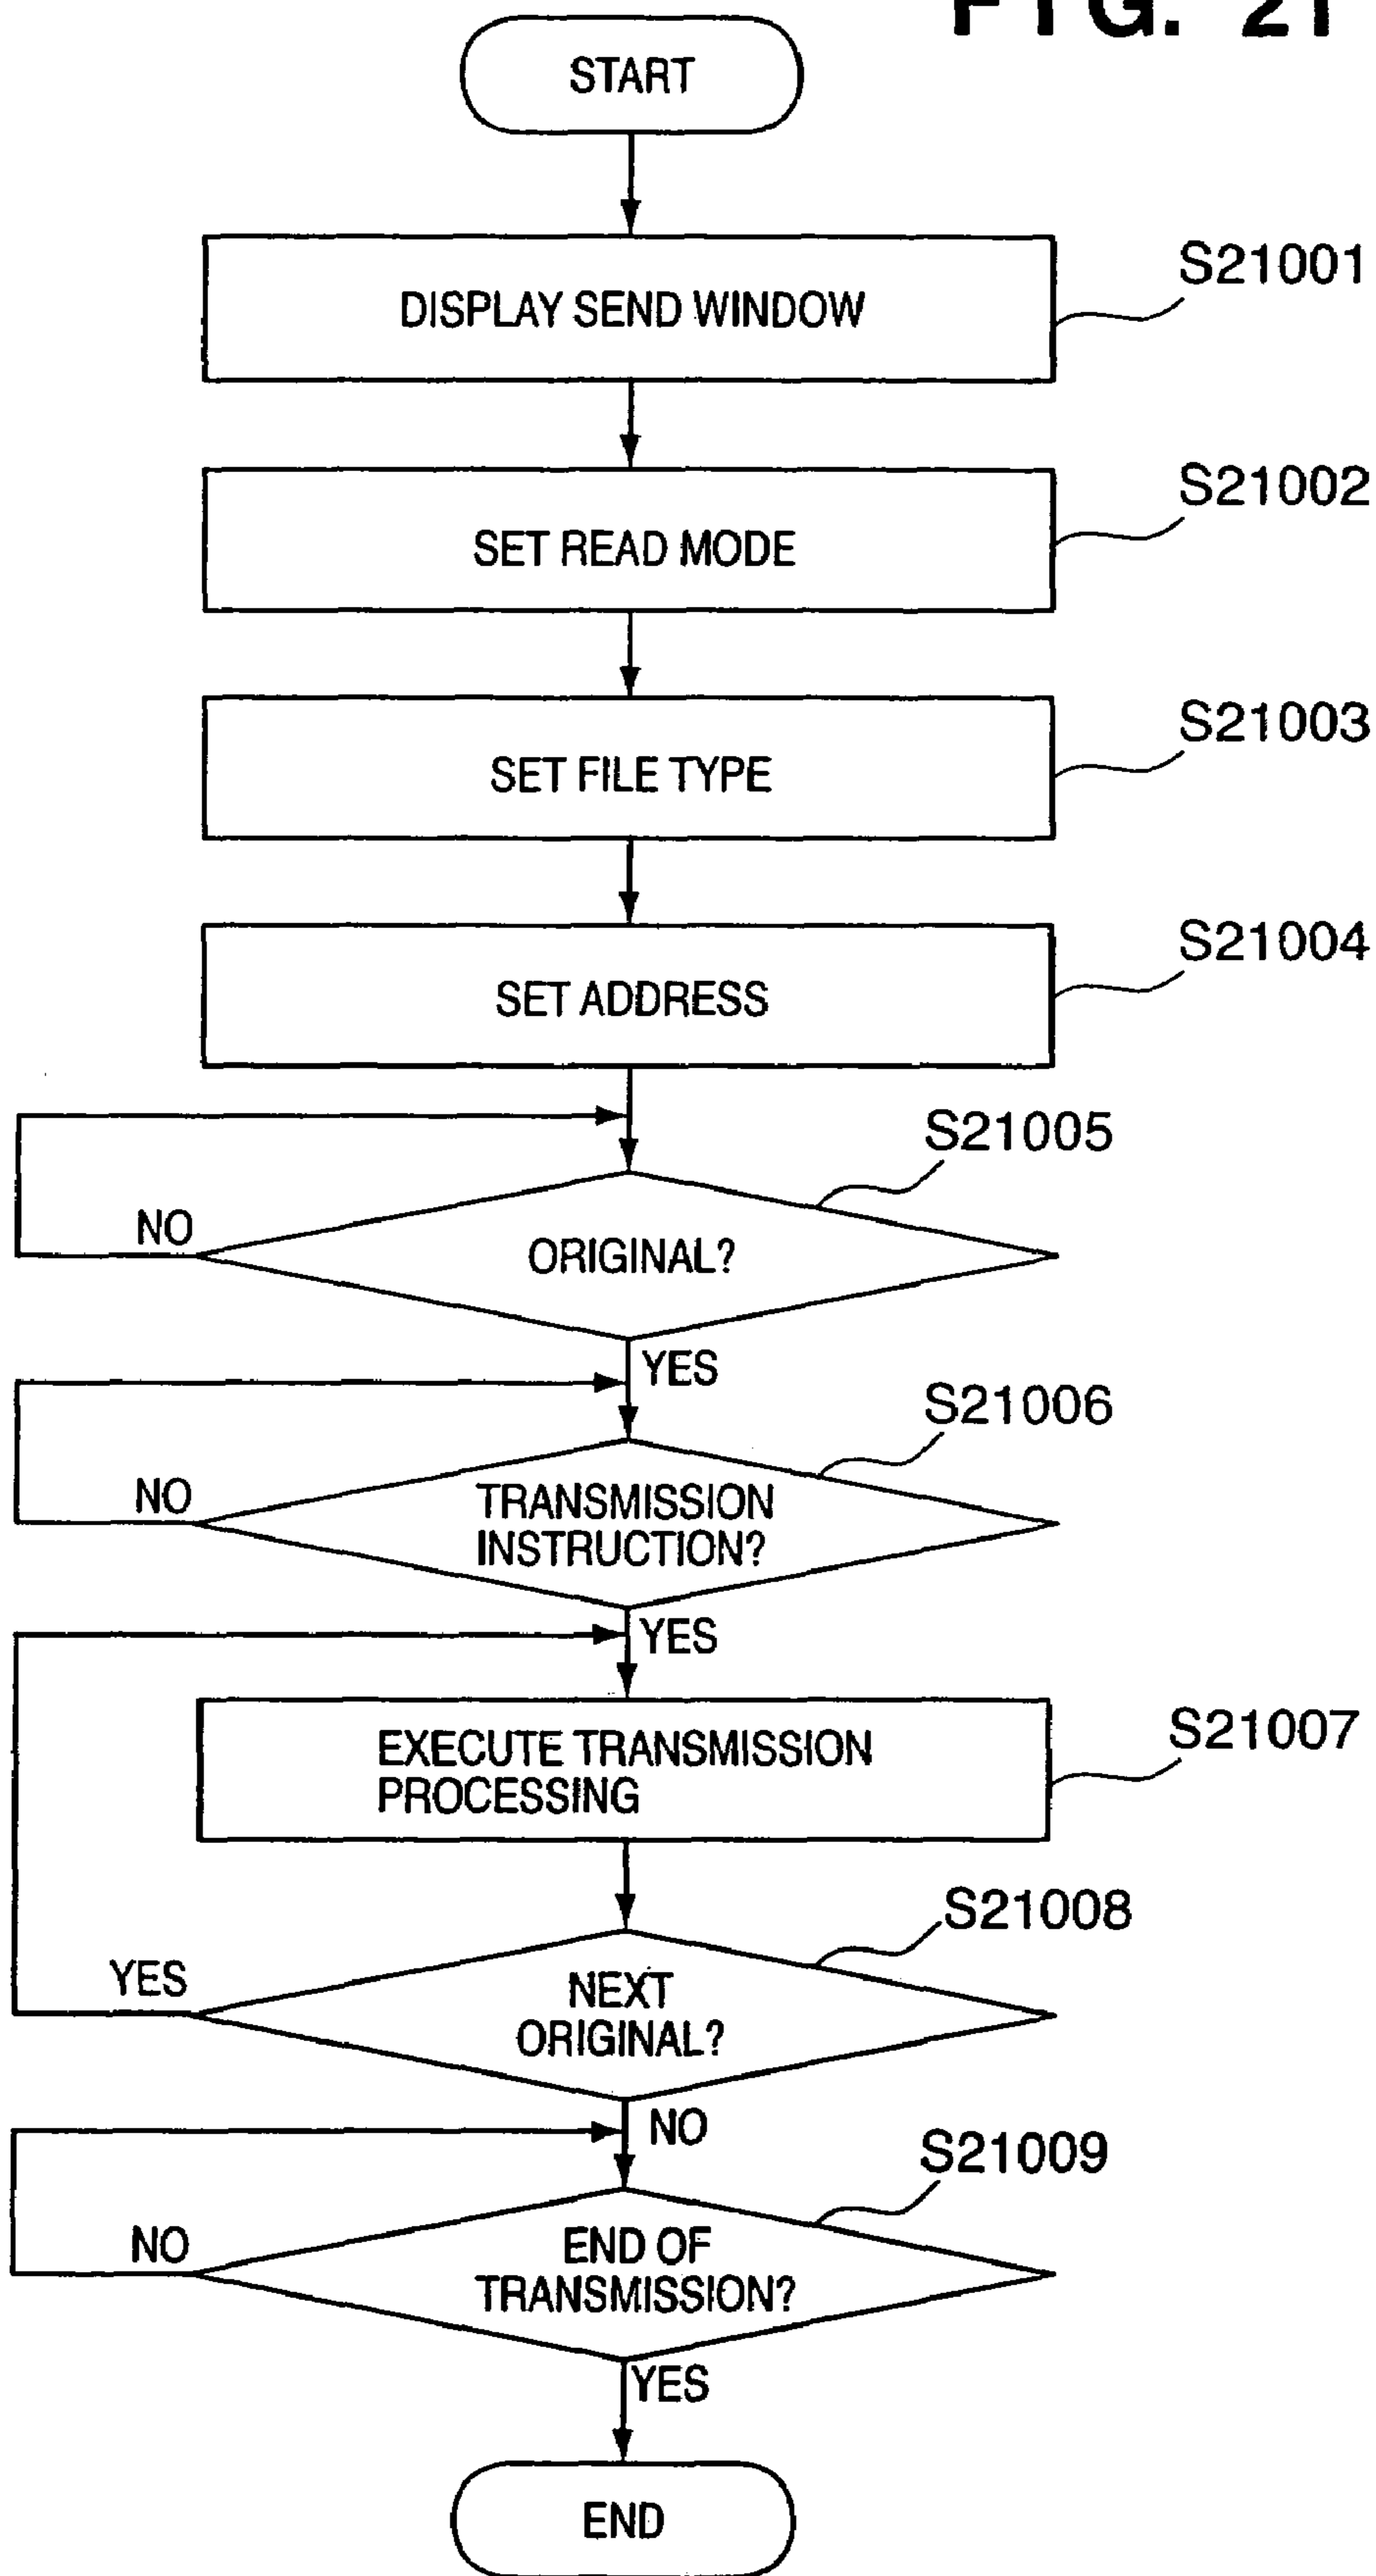 FIG. 21
START
DISPLAY SEND WINDOW
S21001
SET READ MODE
S21002
SET FILE TYPE
S21003
SET ADDRESS
S21004
S21005
NO
ORIGINAL?
YES
S21006
NO
TRANSMISSION
INSTRUCTION?
YES
EXECUTE TRANSMISSION
PROCESSING
S21007
S21008
YES
NEXT
ORIGINAL?
NO
S21009
NO
END OF
TRANSMISSION?
YES
END